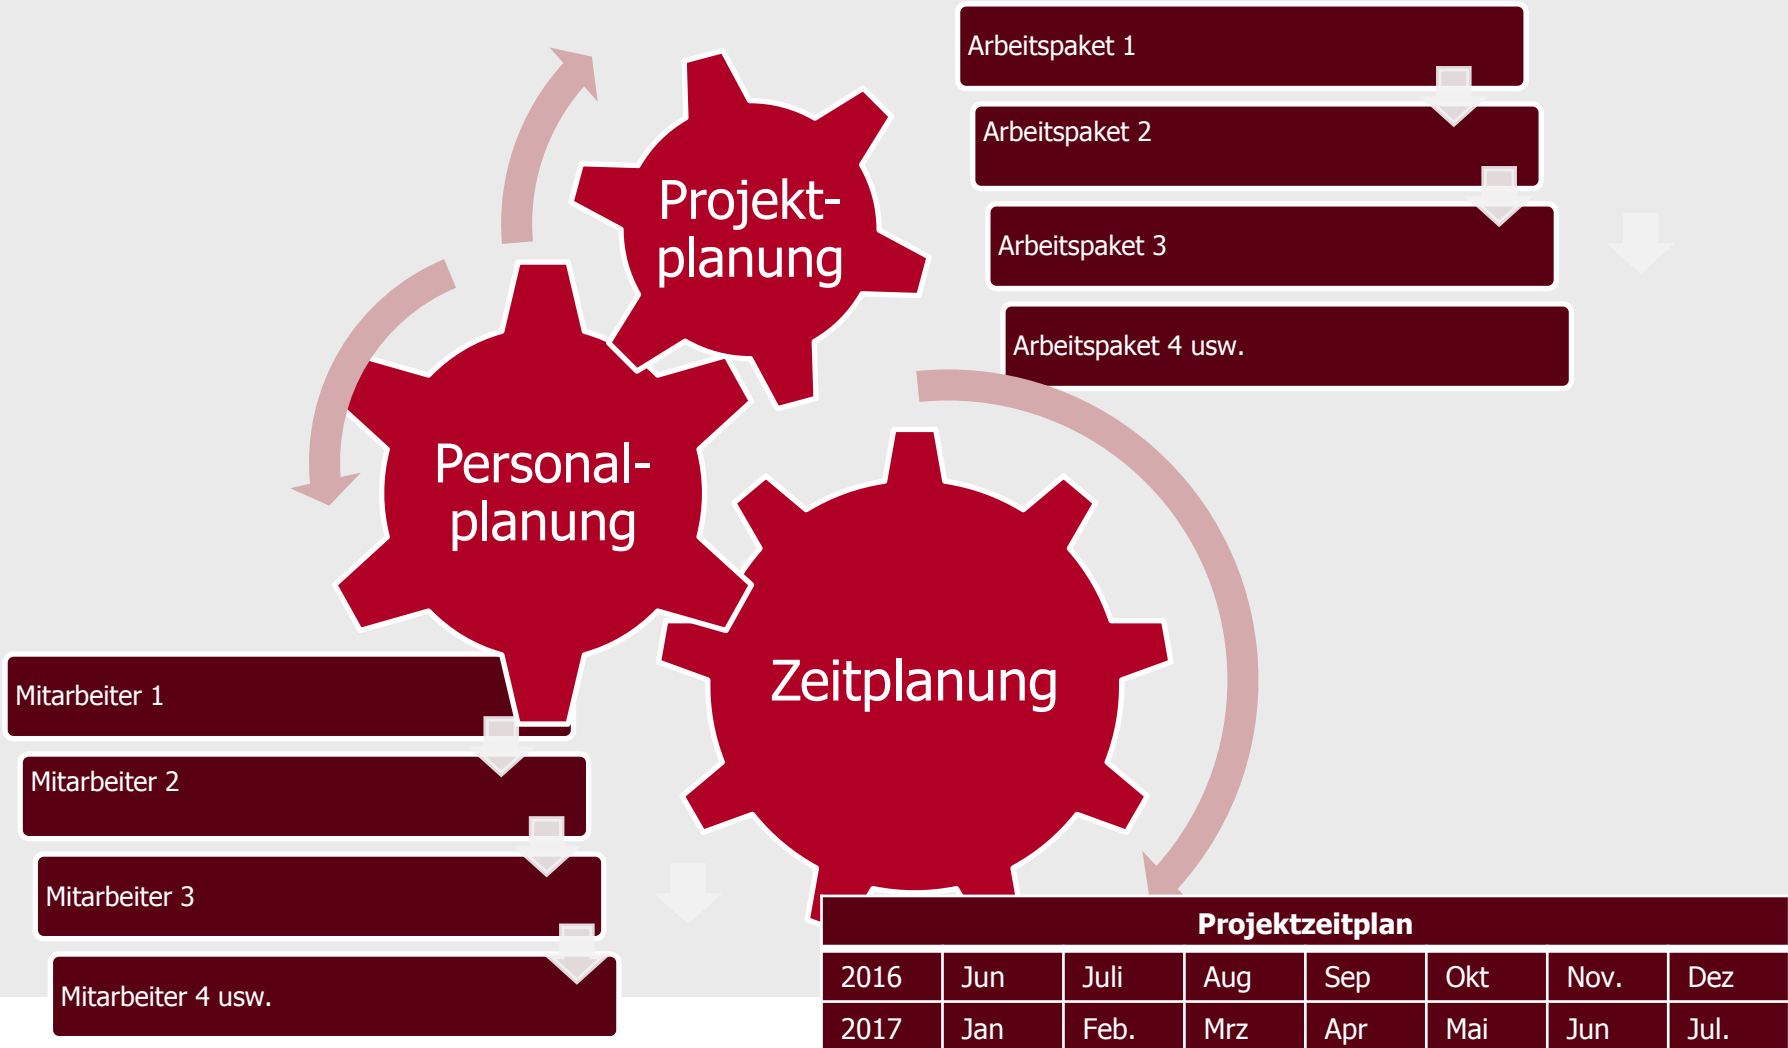 Arbeitspaket 1
Arbeitspaket 2
Arbeitspaket 3
Arbeitspaket 4 usw.
Projekt-
planung
Personal-
planung
Zeitplanung
Mitarbeiter 1
Mitarbeiter 2
Mitarbeiter 3
Mitarbeiter 4 usw.
Projektzeitplan
2016 Jun Juli Aug Sep Okt Nov. Dez
2017 Jan Feb. Mrz Apr Mai Jun Jul.